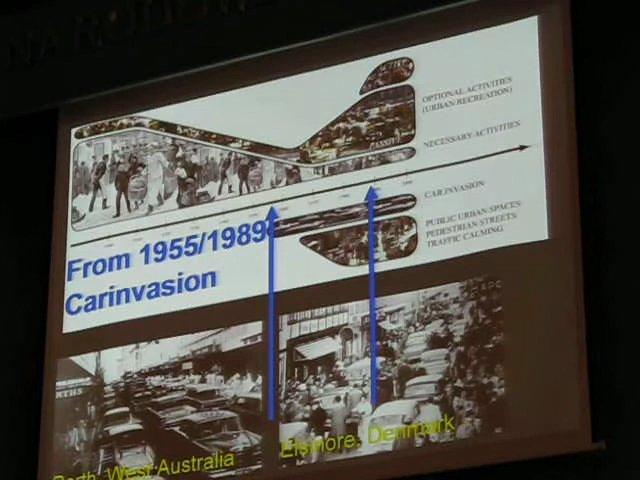 OPTIONAL ACTIVITIES
(URBAN RECREATION)
NECESSARY ACTIVITIES
PASSIVE
CAR INVASION
PUBLIC URBAN SPACES
PEDESTRIAN STREETS
TRAFFIC CALMING
From 1955/1989
Carinvasion
Perth, West Australia
Elsinore, Denmark